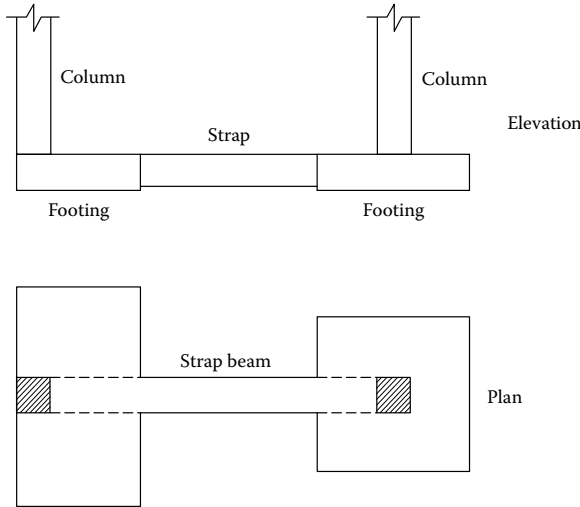 Column
Column
Elevation
Strap
Footing
Footing
Strap beam
Plan